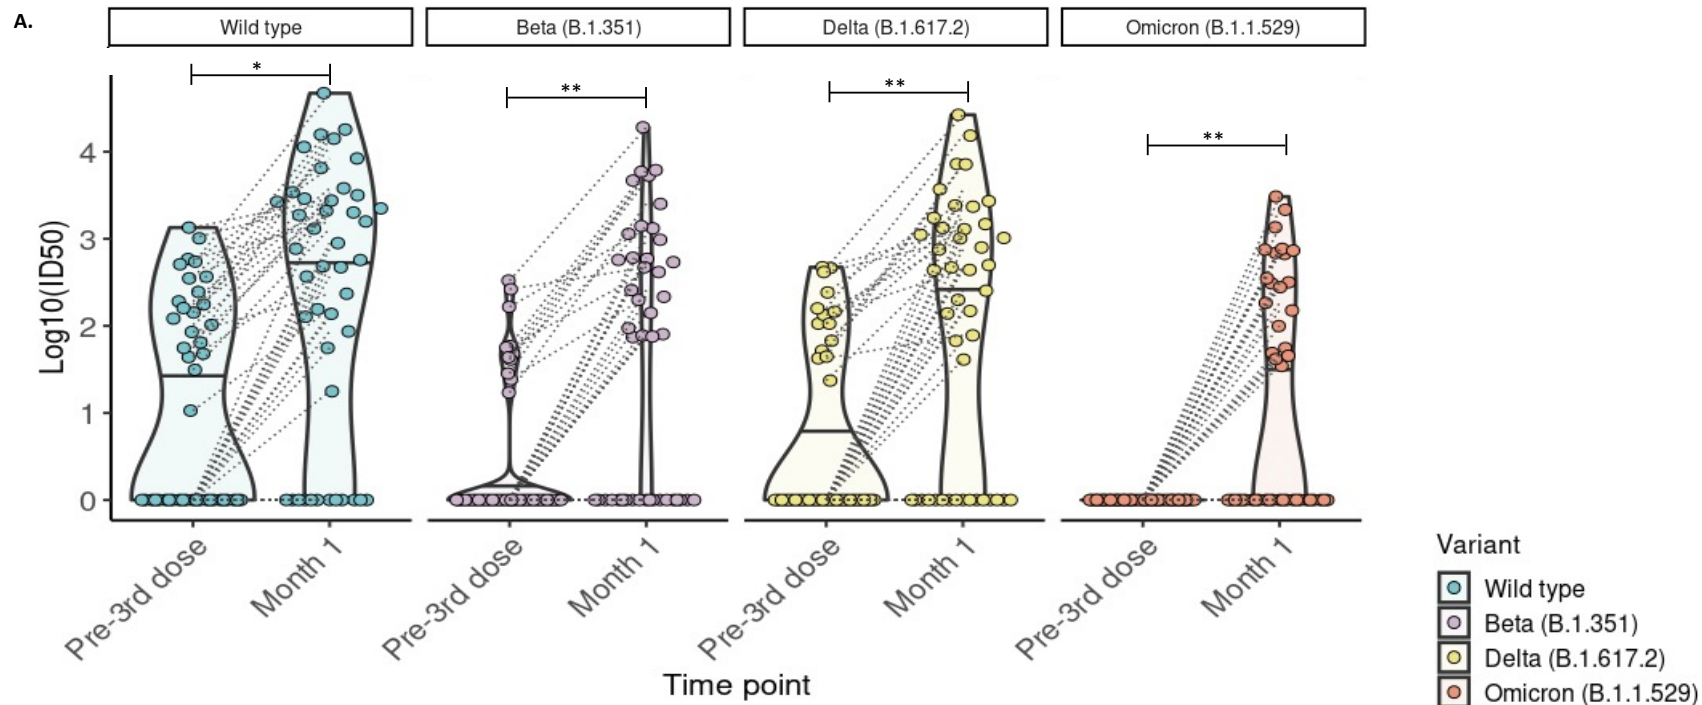 A.
Wild type
Beta (B.1.351)
Delta (B.1.617.2)
Omicron (B.1.1.529)
*
**
**
**
Log10(ID50)
4
3
2
1
0
Pre-3rd dose
Month 1
Pre-3rd dose
Month 1
Pre-3rd dose
Month 1
Pre-3rd dose
Month 1
Time point
Variant
Wild type
Beta (B.1.351)
Delta (B.1.617.2)
Omicron (B.1.1.529)